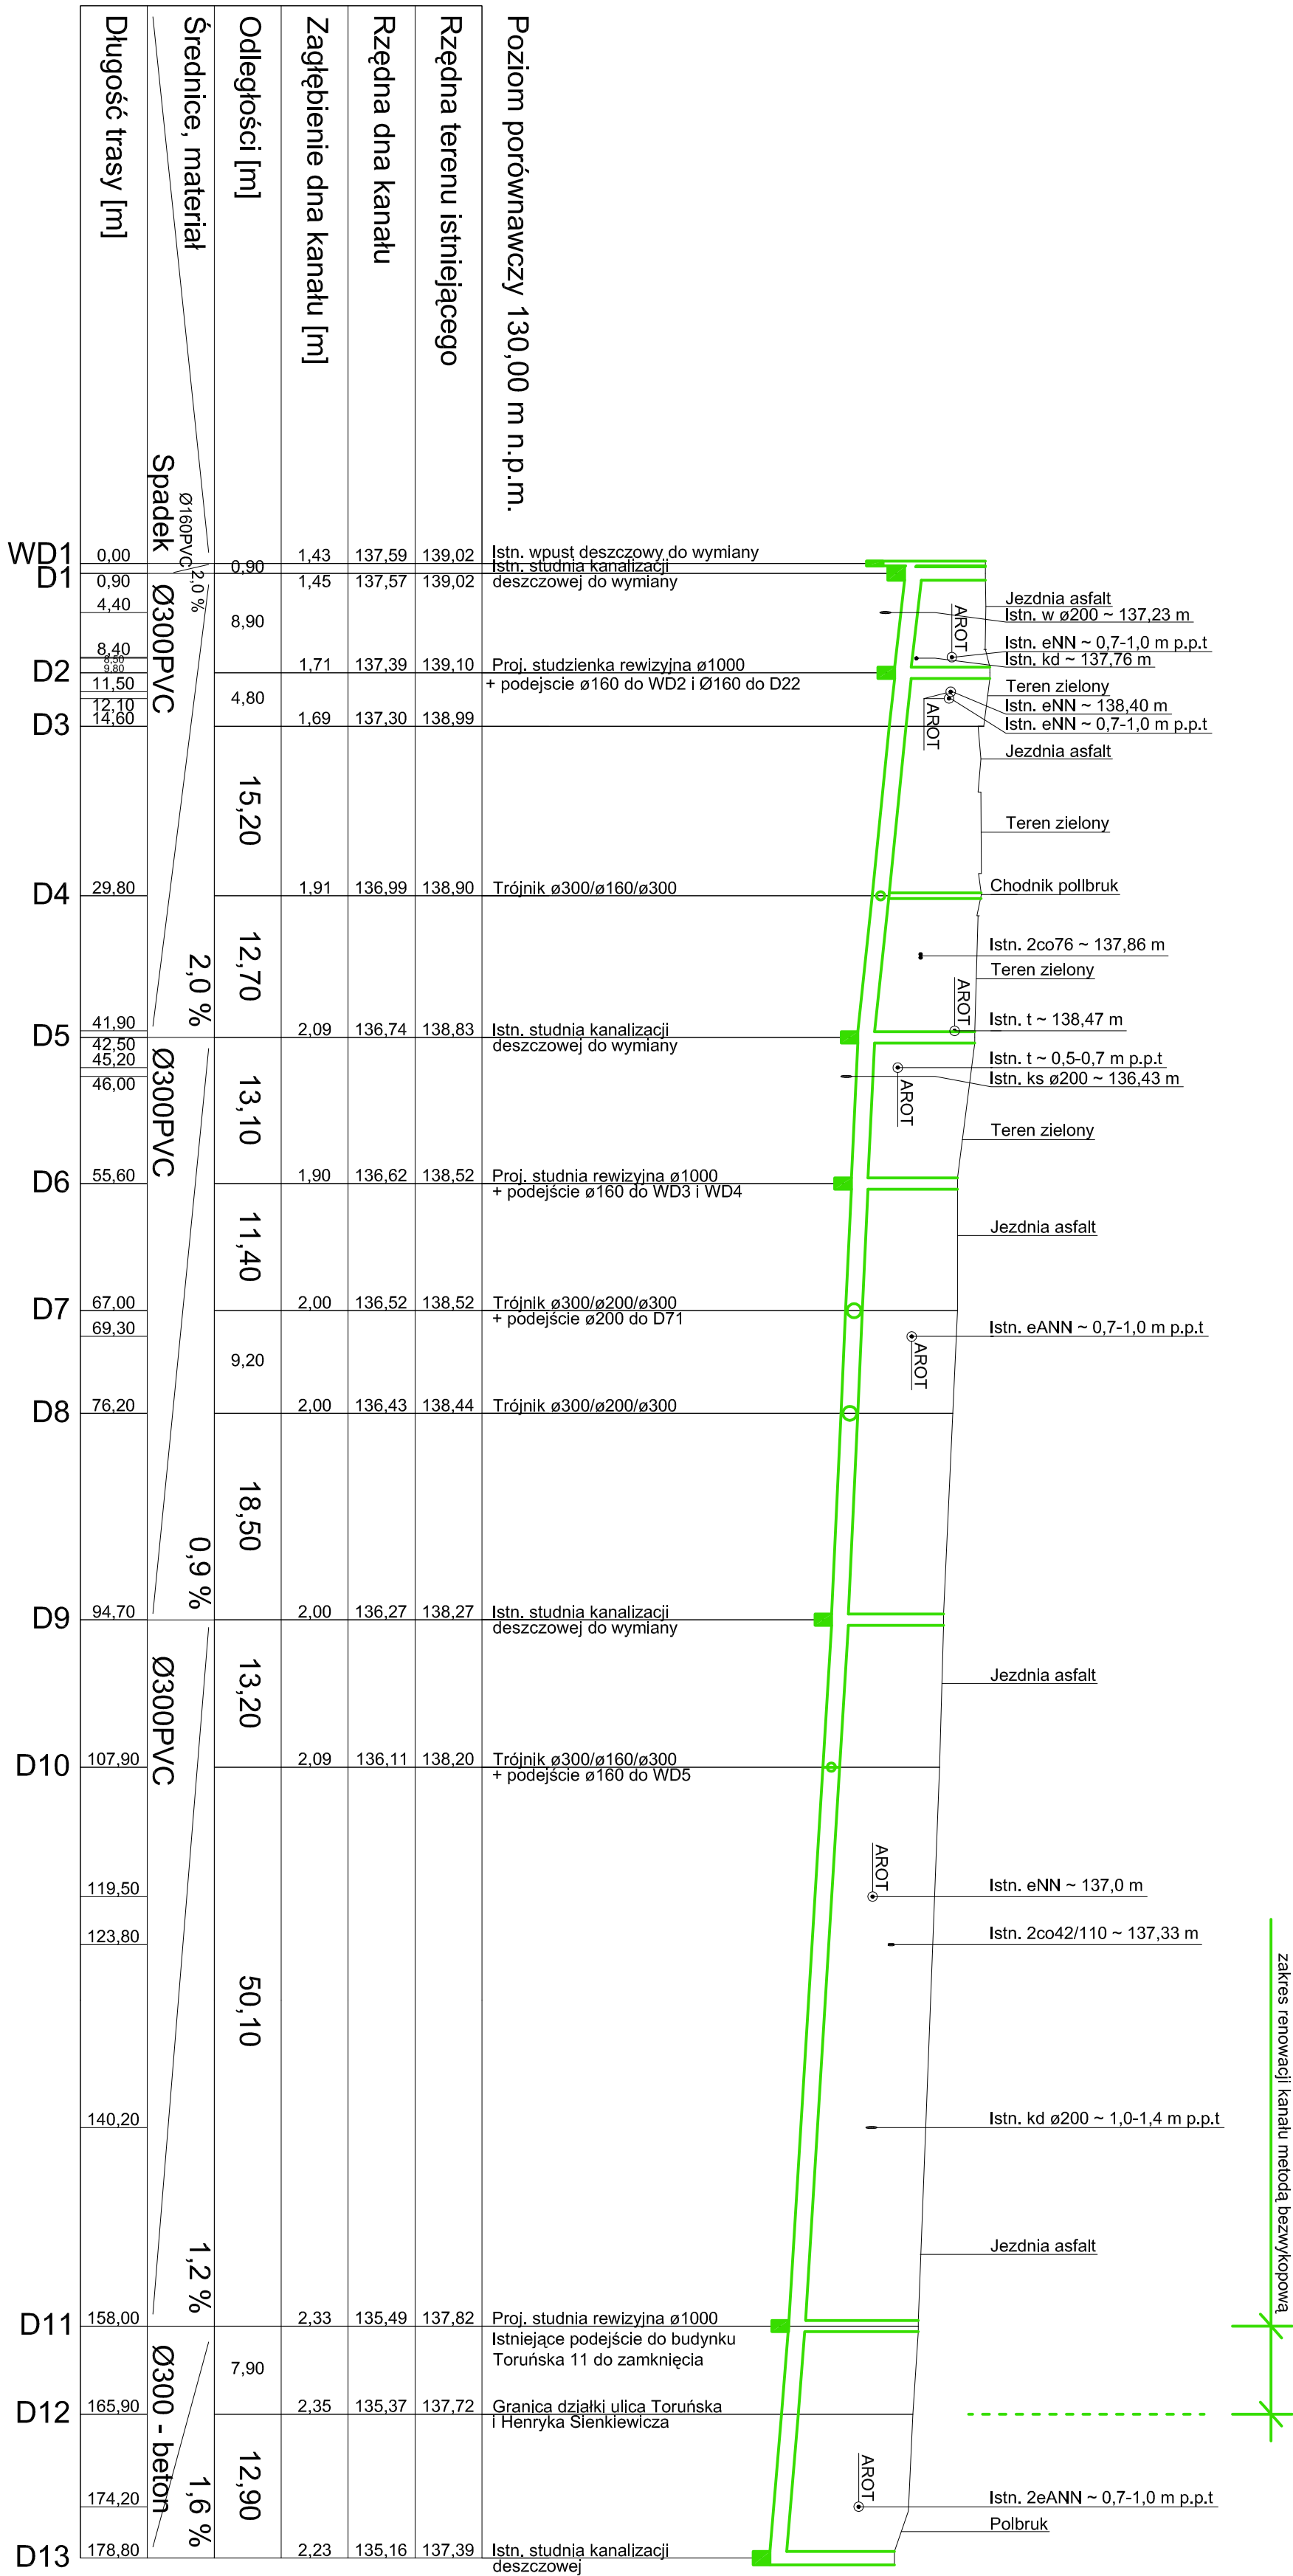 Poziom porównawczy 130,00 m n.p.m.
Rzędna terenu istniejącego
Rzędna dna kanału
Zagłębienie dna kanału [m]
Odległości [m]
Średnice, materiał
Spadek
Długość trasy [m]
WD1
0,00
1,43
137,59
139,02
Istn. wpust deszczowy do wymiany
Ø160PVC
2,0 %
0,90
D1
0,90
1,45
137,57
139,02
Istn. studnia kanalizacji
deszczowej do wymiany
Jezdnia asfalt
4,40
Istn. w ø200 ~ 137,23 m
Ø300PVC
8,90
AROT
8,40
Istn. eNN ~ 0,7-1,0 m p.p.t
8,50
Istn. kd ~ 137,76 m
D2
9,80
1,71
137,39
139,10
Proj. studzienka rewizyjna ø1000
+ podejscie ø160 do WD2 i Ø160 do D22
Teren zielony
11,50
Istn. eNN ~ 138,40 m
4,80
12,10
AROT
Istn. eNN ~ 0,7-1,0 m p.p.t
D3
14,60
1,69
137,30
138,99
Jezdnia asfalt
15,20
Teren zielony
D4
29,80
1,91
136,99
138,90
Trójnik ø300/ø160/ø300
Chodnik pollbruk
12,70
2,0 %
Istn. 2co76 ~ 137,86 m
Teren zielony
AROT
41,90
Istn. t ~ 138,47 m
D5
42,50
2,09
136,74
138,83
Istn. studnia kanalizacji
deszczowej do wymiany
45,20
Istn. t ~ 0,5-0,7 m p.p.t
AROT
46,00
Istn. ks ø200 ~ 136,43 m
Ø300PVC
13,10
Teren zielony
D6
55,60
1,90
136,62
138,52
Proj. studnia rewizyjna ø1000
+ podejście ø160 do WD3 i WD4
11,40
Jezdnia asfalt
D7
67,00
2,00
136,52
138,52
Trójnik ø300/ø200/ø300
+ podejście ø200 do D71
69,30
Istn. eANN ~ 0,7-1,0 m p.p.t
AROT
9,20
D8
76,20
2,00
136,43
138,44
Trójnik ø300/ø200/ø300
18,50
0,9 %
D9
94,70
2,00
136,27
138,27
Istn. studnia kanalizacji
deszczowej do wymiany
Ø300PVC
13,20
Jezdnia asfalt
D10
107,90
2,09
136,11
138,20
Trójnik ø300/ø160/ø300
+ podejście ø160 do WD5
AROT
119,50
Istn. eNN ~ 137,0 m
123,80
Istn. 2co42/110 ~ 137,33 m
50,10
zakres renowacji kanału metodą bezwykopową
140,20
Istn. kd ø200 ~ 1,0-1,4 m p.p.t
1,2 %
Jezdnia asfalt
D11
158,00
2,33
135,49
137,82
Proj. studnia rewizyjna ø1000
Istniejące podejście do budynku
Toruńska 11 do zamknięcia
Ø300 - beton
7,90
D12
165,90
2,35
135,37
137,72
Granica działki ulica Toruńska
i Henryka Sienkiewicza
12,90
1,6 %
AROT
174,20
Istn. 2eANN ~ 0,7-1,0 m p.p.t
Polbruk
D13
178,80
2,23
135,16
137,39
Istn. studnia kanalizacji
deszczowej